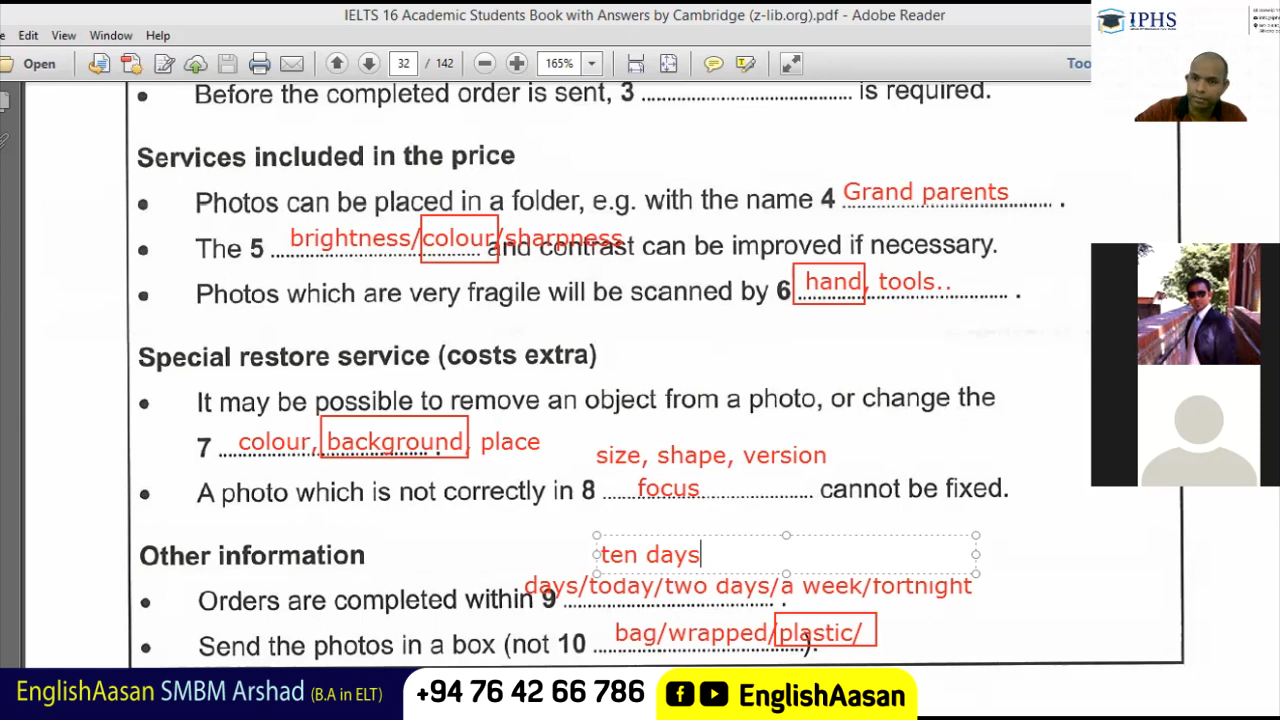 IELTS 16 Academic Students Book with Answers by Cambridge (z-lib.org).pdf - Adobe Reader
IPHS
Edit View Window Help
Open 32 / 142 165% Too
• Before the completed order is sent, 3 ................ is required.
Services included in the price
• Photos can be placed in a folder, e.g. with the name 4 Grand parents ................ .
• The 5 brightness/colour/sharpness ................ and contrast can be improved if necessary.
• Photos which are very fragile will be scanned by 6 hand, tools.. ................ .
Special restore service (costs extra)
• It may be possible to remove an object from a photo, or change the
7 colour, background, place ................ .
size, shape, version
• A photo which is not correctly in 8 focus ................ cannot be fixed.
Other information
ten days
days/today/two days/a week/fortnight
• Orders are completed within 9 ................ .
• Send the photos in a box (not 10 bag/wrapped/plastic/ ................).
EnglishAasan SMBM Arshad (B.A in ELT) +94 76 42 66 786 EnglishAasan